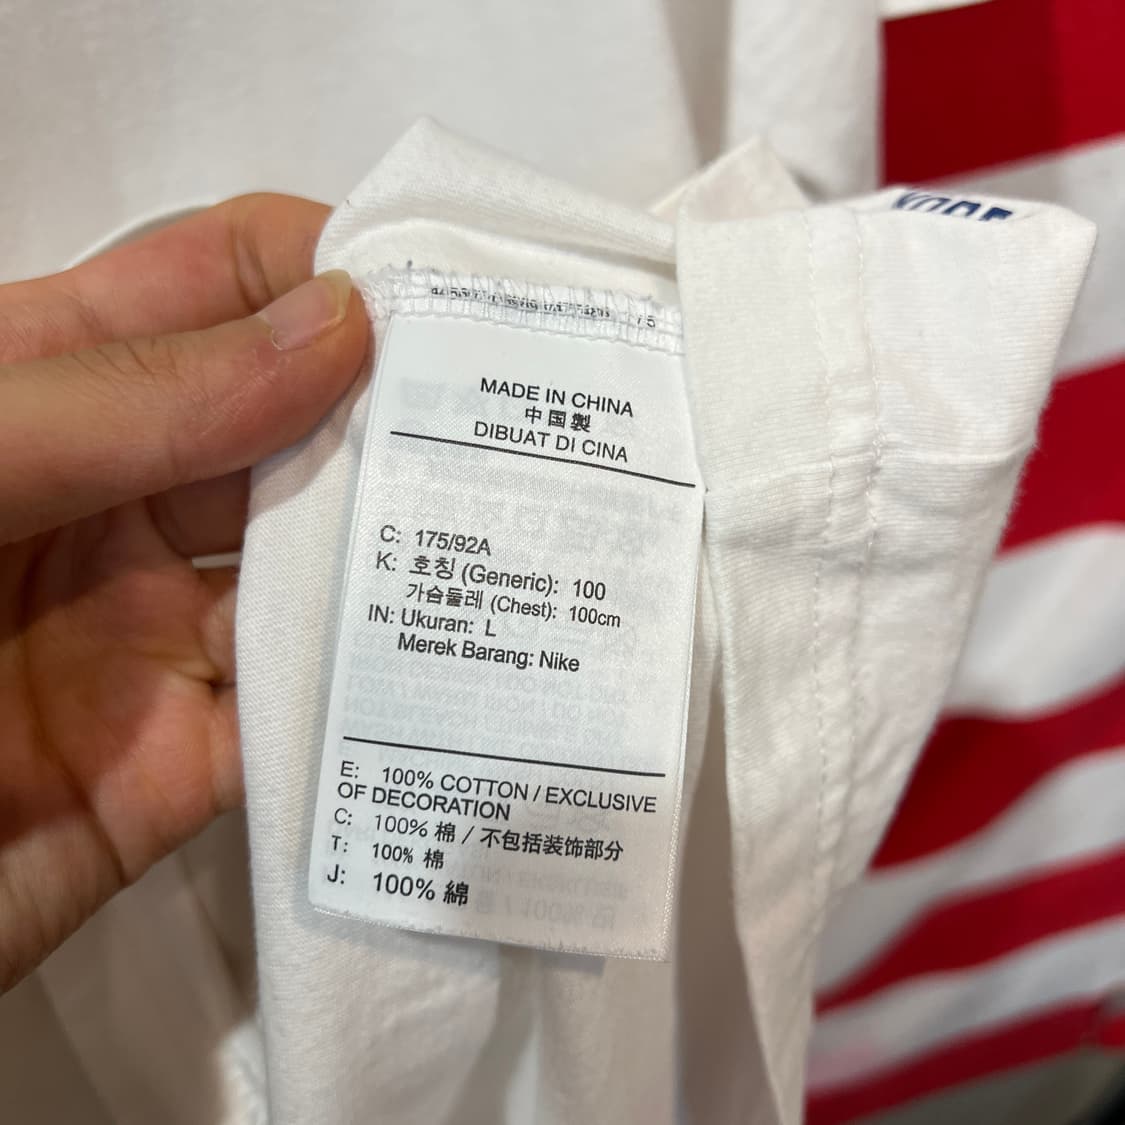 MADE IN CHINA
中国製
DIBUAT DI CINA
C: 175/92A
K: 호칭 (Generic): 100
가슴둘레 (Chest): 100cm
IN: Ukuran: L
Merek Barang: Nike
E: 100% COTTON / EXCLUSIVE
OF DECORATION
C: 100% 棉 / 不包括装饰部分
T: 100% 棉
J: 100% 綿